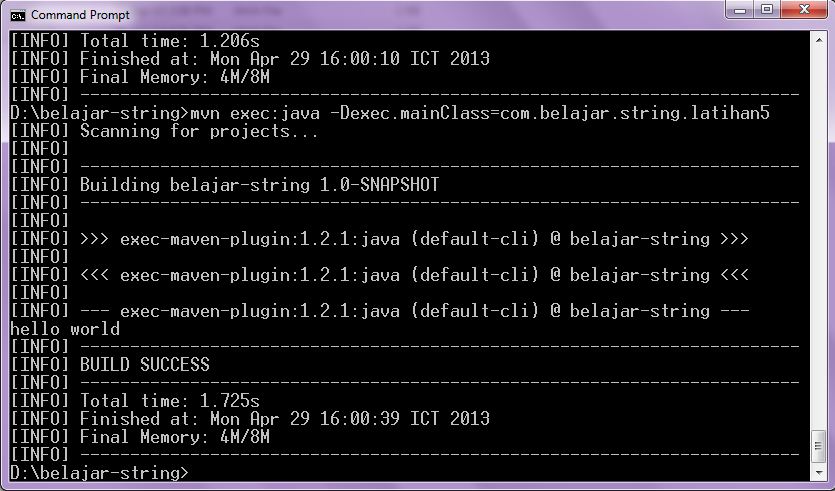 Command Prompt
[INFO] Total time: 1.206s
[INFO] Finished at: Mon Apr 29 16:00:10 ICT 2013
[INFO] Final Memory: 4M/8M
[INFO] ------------------------------------------------------------------------
D:\belajar-string>mvn exec:java -Dexec.mainClass=com.belajar.string.latihan5
[INFO] Scanning for projects...
[INFO]
[INFO] ------------------------------------------------------------------------
[INFO] Building belajar-string 1.0-SNAPSHOT
[INFO] ------------------------------------------------------------------------
[INFO]
[INFO] >>> exec-maven-plugin:1.2.1:java (default-cli) @ belajar-string >>>
[INFO]
[INFO] <<< exec-maven-plugin:1.2.1:java (default-cli) @ belajar-string <<<
[INFO]
[INFO] --- exec-maven-plugin:1.2.1:java (default-cli) @ belajar-string ---
hello world
[INFO] ------------------------------------------------------------------------
[INFO] BUILD SUCCESS
[INFO] ------------------------------------------------------------------------
[INFO] Total time: 1.725s
[INFO] Finished at: Mon Apr 29 16:00:39 ICT 2013
[INFO] Final Memory: 4M/8M
[INFO] ------------------------------------------------------------------------
D:\belajar-string>